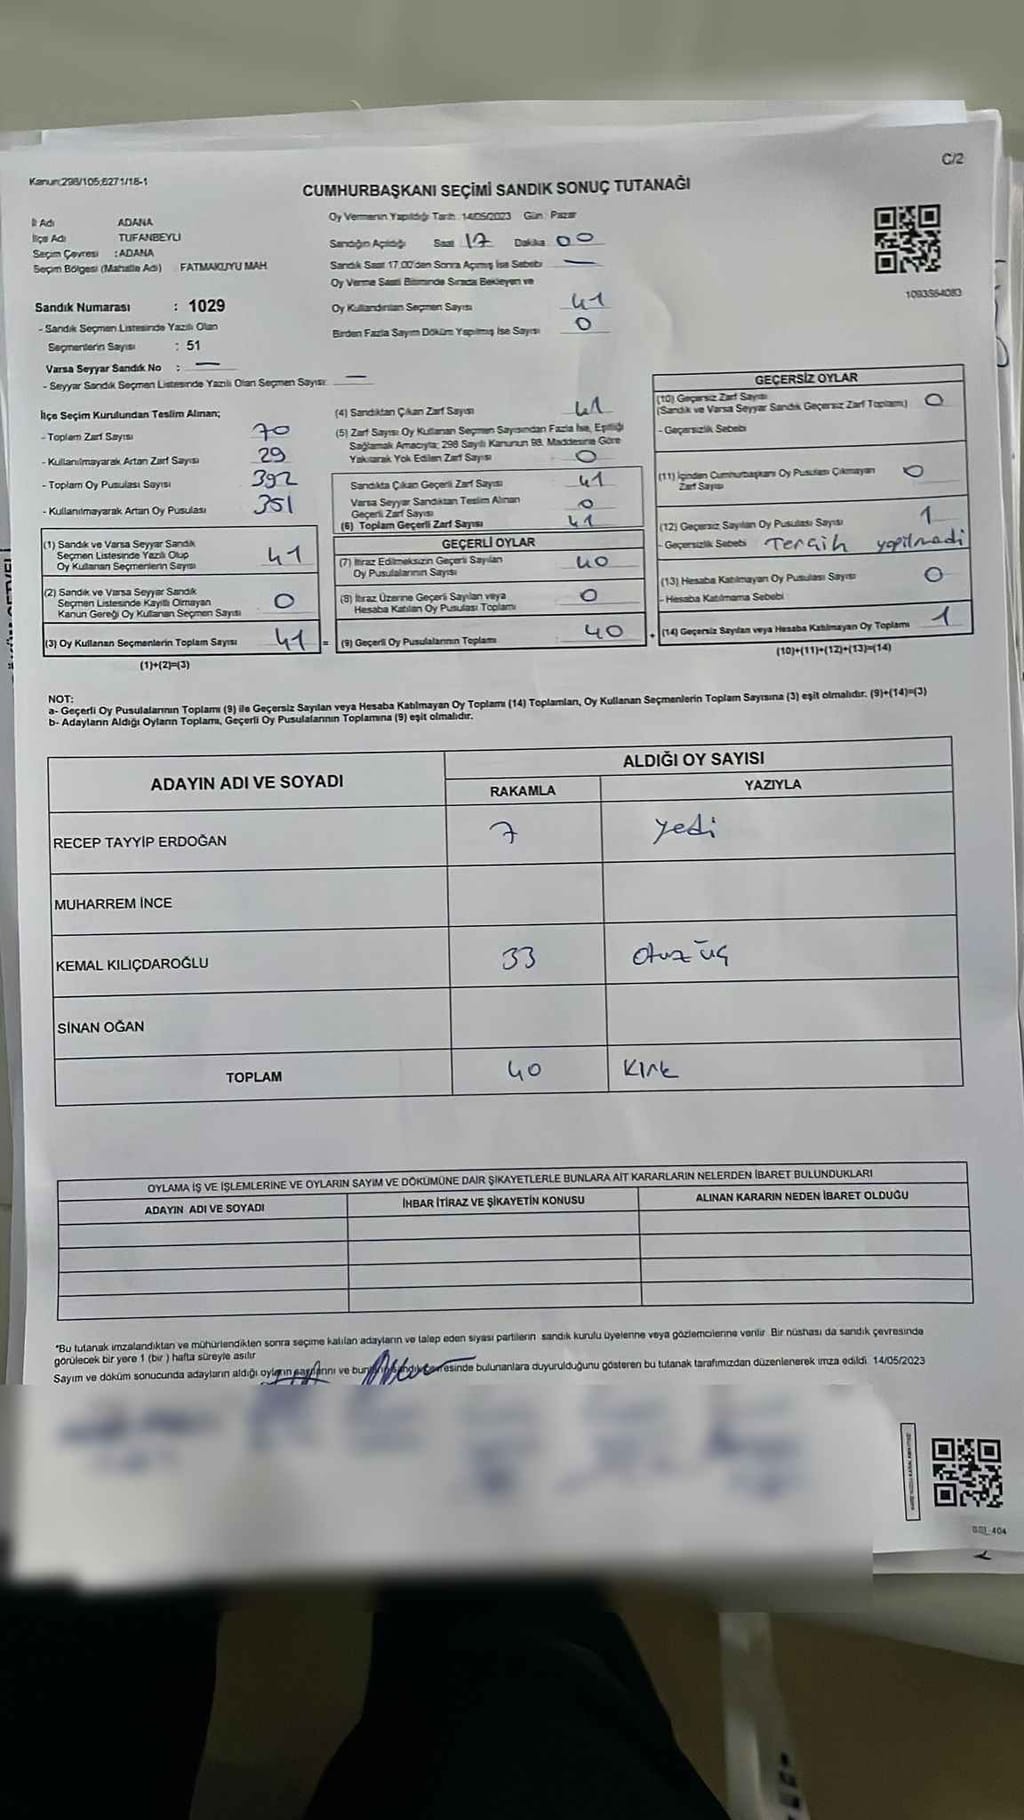 C/2
Kanun;298/105;6271/18-1
CUMHURBAŞKANI SEÇİMİ SANDIK SONUÇ TUTANAĞI
İl Adı ADANA
İlçe Adı TUFANBEYLİ
Seçim Çevresi : ADANA
Seçim Bölgesi (Mahalle Adı) FATMAKUYU MAH
Sandık Numarası : 1029
- Sandık Seçmen Listesinde Yazılı Olan
Seçmenlerin Sayısı : 51
Varsa Seyyar Sandık No : —
- Seyyar Sandık Seçmen Listesinde Yazılı Olan Seçmen Sayısı: —
Oy Vermenin Yapıldığı Tarih :14/05/2023 Gün : Pazar
Sandığın Açıldığı Saat 17 Dakika 00
Sandık Saat 17.00'den Sonra Açılmış İse Sebebi —
Oy Verme Saati Bitiminde Sırada Bekleyen ve
Oy Kullandırılan Seçmen Sayısı 41
Birden Fazla Sayım Döküm Yapılmış İse Sayısı 0
1093564083
İlçe Seçim Kurulundan Teslim Alınan;
- Toplam Zarf Sayısı 70
- Kullanılmayarak Artan Zarf Sayısı 29
- Toplam Oy Pusulası Sayısı 392
- Kullanılmayarak Artan Oy Pusulası 351
(1) Sandık ve Varsa Seyyar Sandık
Seçmen Listesinde Yazılı Olup
Oy Kullanan Seçmenlerin Sayısı 41
(2) Sandık ve Varsa Seyyar Sandık
Seçmen Listesinde Kayıtlı Olmayan
Kanun Gereği Oy Kullanan Seçmen Sayısı 0
(3) Oy Kullanan Seçmenlerin Toplam Sayısı 41 =
(1)+(2)=(3)
(4) Sandıktan Çıkan Zarf Sayısı 41
(5) Zarf Sayısı Oy Kullanan Seçmen Sayısından Fazla İse, Eşitliği
Sağlamak Amacıyla; 298 Sayılı Kanunun 98. Maddesine Göre
Yakılarak Yok Edilen Zarf Sayısı 0
Sandıkta Çıkan Geçerli Zarf Sayısı 41
Varsa Seyyar Sandıktan Teslim Alınan
Geçerli Zarf Sayısı 0
(6) Toplam Geçerli Zarf Sayısı 41
GEÇERLİ OYLAR
(7) İtiraz Edilmeksizin Geçerli Sayılan
Oy Pusulalarının Sayısı 40
(8) İtiraz Üzerine Geçerli Sayılan veya
Hesaba Katılan Oy Pusulası Toplamı 0
(9) Geçerli Oy Pusulalarının Toplamı 40 +
GEÇERSİZ OYLAR
(10) Geçersiz Zarf Sayısı
(Sandık ve Varsa Seyyar Sandık Geçersiz Zarf Toplamı) 0
- Geçersizlik Sebebi
(11) İçinden Cumhurbaşkanı Oy Pusulası Çıkmayan
Zarf Sayısı 0
(12) Geçersiz Sayılan Oy Pusulası Sayısı 1
- Geçersizlik Sebebi Tercih yapılmadi
(13) Hesaba Katılmayan Oy Pusulası Sayısı 0
- Hesaba Katılmama Sebebi
(14) Geçersiz Sayılan veya Hesaba Katılmayan Oy Toplamı 1
(10)+(11)+(12)+(13)=(14)
NOT:
a- Geçerli Oy Pusulalarının Toplamı (9) ile Geçersiz Sayılan veya Hesaba Katılmayan Oy Toplamı (14) Toplamları, Oy Kullanan Seçmenlerin Toplam Sayısına (3) eşit olmalıdır. (9)+(14)=(3)
b- Adayların Aldığı Oyların Toplamı, Geçerli Oy Pusulalarının Toplamına (9) eşit olmalıdır.
ADAYIN ADI VE SOYADI
ALDIĞI OY SAYISI
RAKAMLA YAZIYLA
RECEP TAYYİP ERDOĞAN 7 yedi
MUHARREM İNCE
KEMAL KILIÇDAROĞLU 33 otuz üç
SİNAN OĞAN
TOPLAM 40 Kırk
OYLAMA İŞ VE İŞLEMLERİNE VE OYLARIN SAYIM VE DÖKÜMÜNE DAİR ŞİKAYETLERLE BUNLARA AİT KARARLARIN NELERDEN İBARET BULUNDUKLARI
ADAYIN ADI VE SOYADI İHBAR İTİRAZ VE ŞİKAYETİN KONUSU ALINAN KARARIN NEDEN İBARET OLDUĞU
*Bu tutanak imzalandıktan ve mühürlendikten sonra seçime katılan adayların ve talep eden siyasi partilerin sandık kurulu üyelerine veya gözlemcilerine verilir. Bir nüshası da sandık çevresinde
görülecek bir yere 1 (bir ) hafta süreyle asılır
Sayım ve döküm sonucunda adayların aldığı oyların sayılarını ve bunun sandık çevresinde bulunanlara duyurulduğunu gösteren bu tutanak tarafımızdan düzenlenerek imza edildi. 14/05/2023